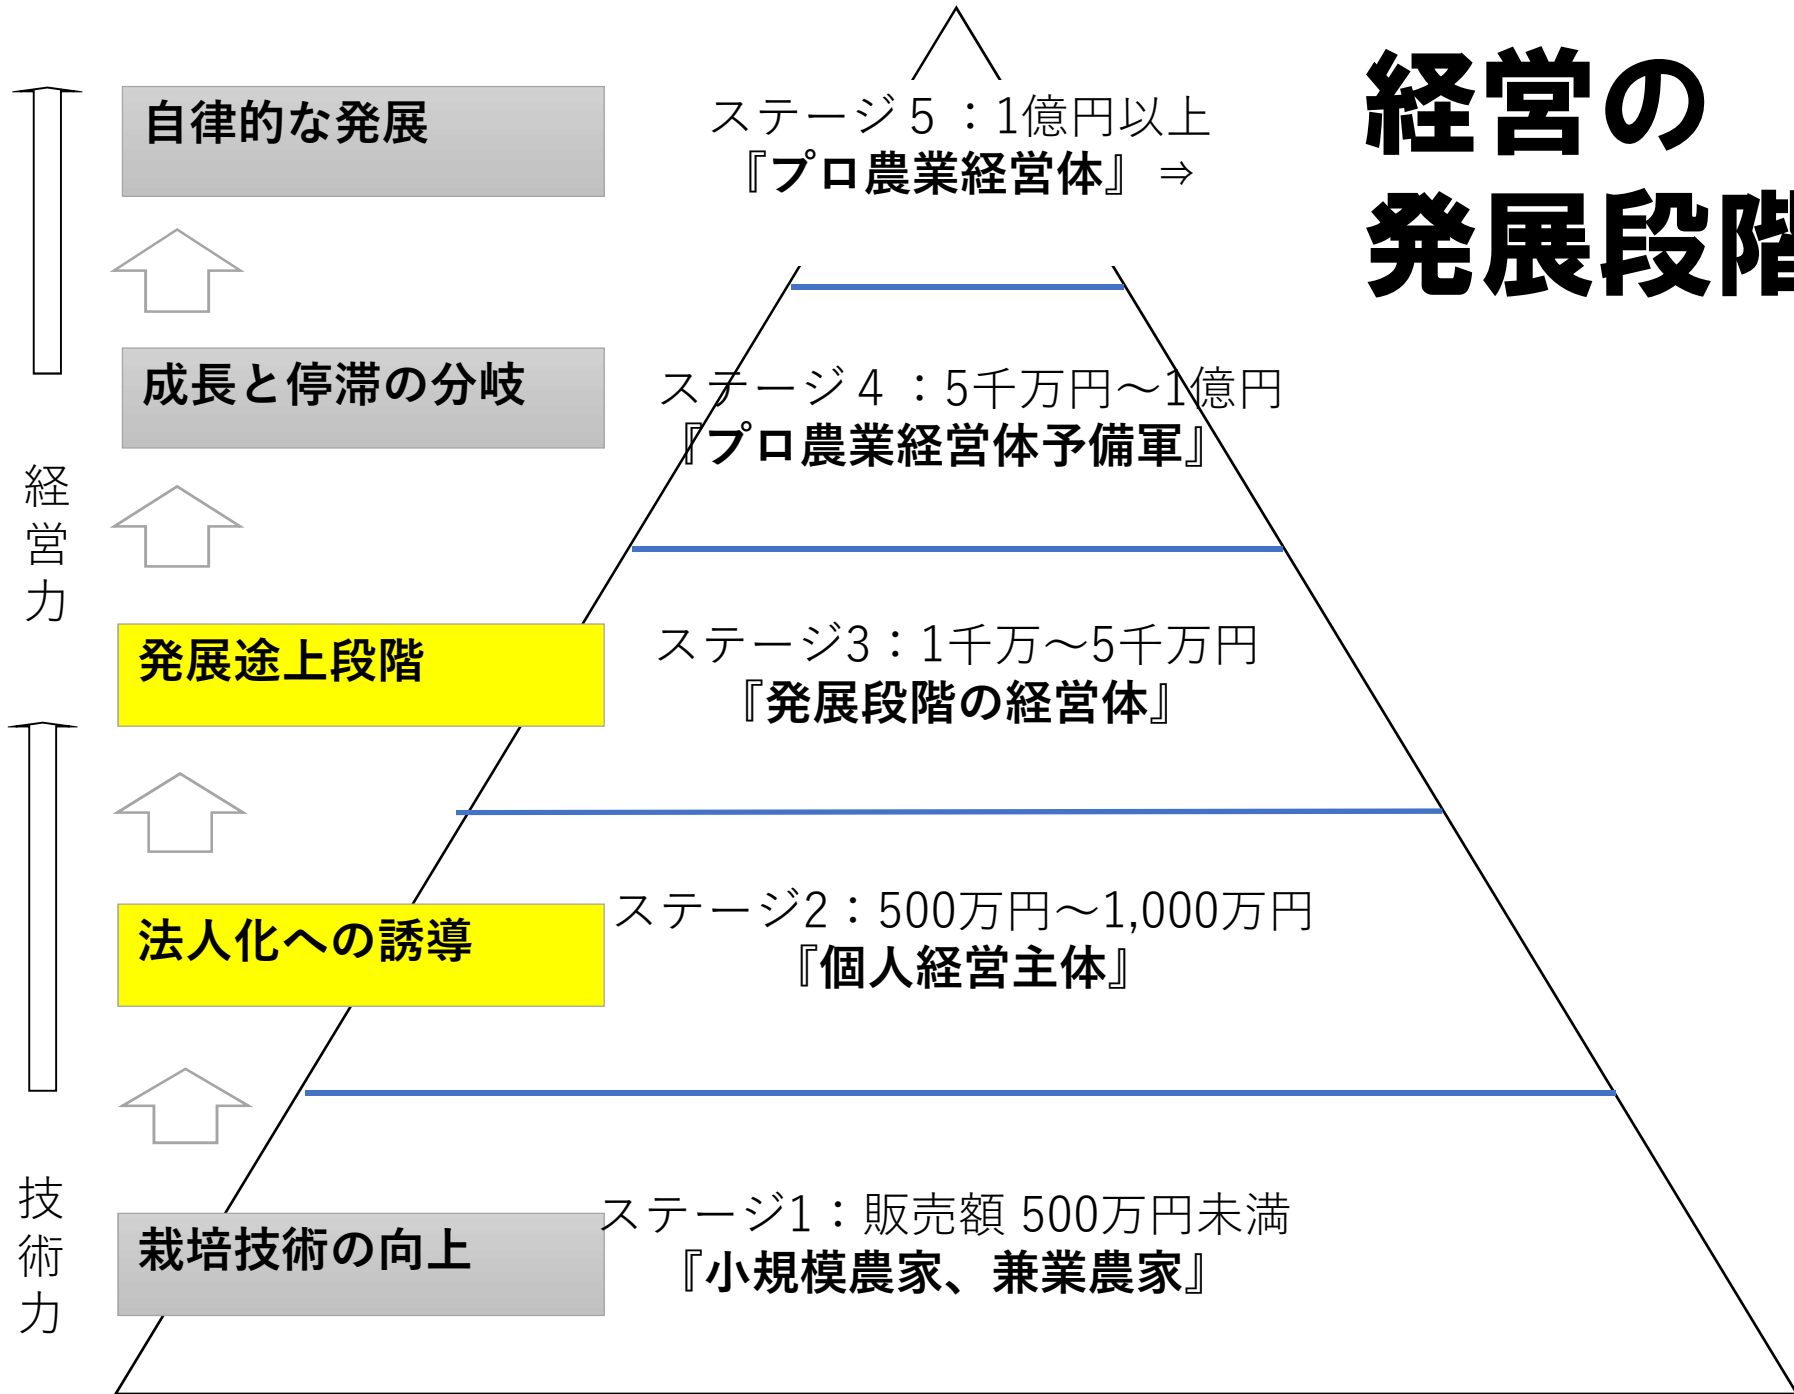 経営の
発展段階
自律的な発展
ステージ５：1億円以上
『プロ農業経営体』⇒
成長と停滞の分岐
ステージ４：5千万円～1億円
『プロ農業経営体予備軍』
経営力
発展途上段階
ステージ3：1千万～5千万円
『発展段階の経営体』
法人化への誘導
ステージ2：500万円～1,000万円
『個人経営主体』
技術力
栽培技術の向上
ステージ1：販売額 500万円未満
『小規模農家、兼業農家』